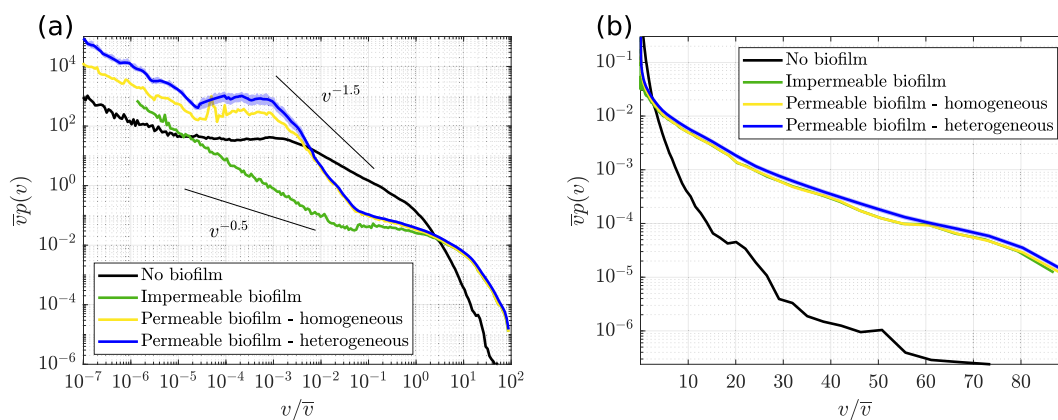 (a)
10^4
10^2
10^0
10^-2
10^-4
10^-6
v̅p(v)
v^-1.5
v^-0.5
No biofilm
Impermeable biofilm
Permeable biofilm - homogeneous
Permeable biofilm - heterogeneous
10^-7 10^-6 10^-5 10^-4 10^-3 10^-2 10^-1 10^0 10^1 10^2
v/v̅
(b)
10^-1
10^-2
10^-3
10^-4
10^-5
10^-6
v̅p(v)
No biofilm
Impermeable biofilm
Permeable biofilm - homogeneous
Permeable biofilm - heterogeneous
10 20 30 40 50 60 70 80
v/v̅